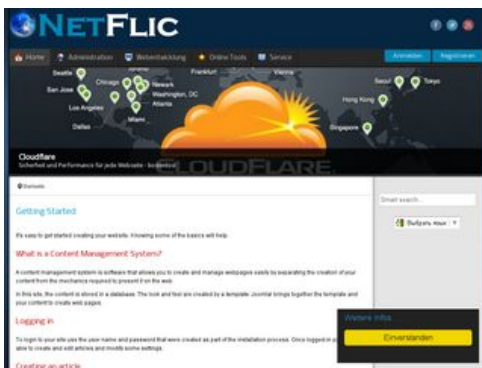 NETFLIC
Home Administration Webentwicklung Online Tools Service Anmelden Registrieren
Seattle
Chicago
Frankfurt
Vienna
Newark
San Jose
Washington, DC
Atlanta
Los Angeles
Miami
Dallas
Seoul
Tokyo
Hong Kong
Singapore
CLOUDFLARE
Cloudflare
Sicherheit und Performance für jede Webseite - kostenlos!
Startseite
Getting Started
It's easy to get started creating your website. Knowing some of the basics will help.
What is a Content Management System?
A content management system is software that allows you to create and manage webpages easily by separating the creation of your
content from the mechanics required to present it on the web.
In this site, the content is stored in a database. The look and feel are created by a template. Joomla! brings together the template and
your content to create web pages.
Logging in
To login to your site use the user name and password that were created as part of the installation process. Once logged-in
able to create and edit articles and modify some settings.
Creating an article
Smart search...
Выбрать язык
Weitere Infos
Einverstanden